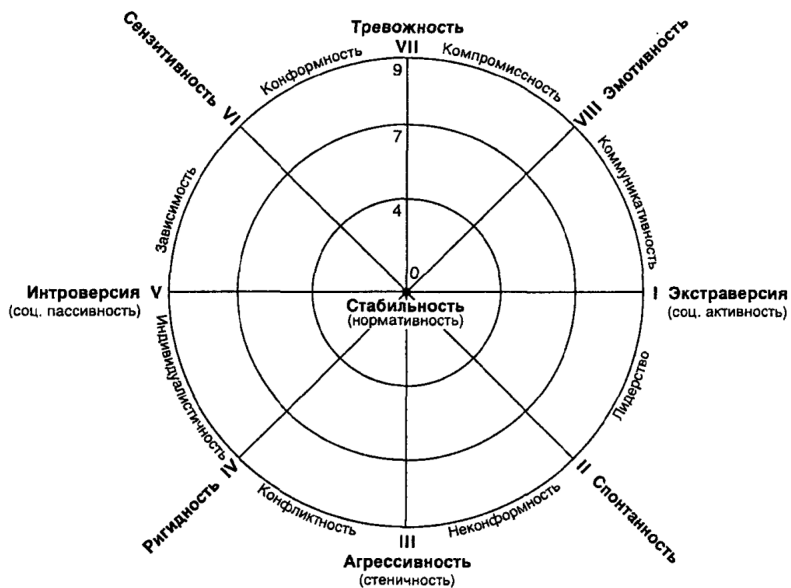 Тревожность
VII
Сензитивность VI
VIII Эмотивность
Конформность
Компромиссность
9
7
4
0
Зависимость
Коммуникативность
Интроверсия V
(соц. пассивность)
Стабильность
(нормативность)
I Экстраверсия
(соц. активность)
Индивидуалистичность
Лидерство
Ригидность IV
II Спонтанность
Конфликтность
Неконформность
III
Агрессивность
(стеничность)